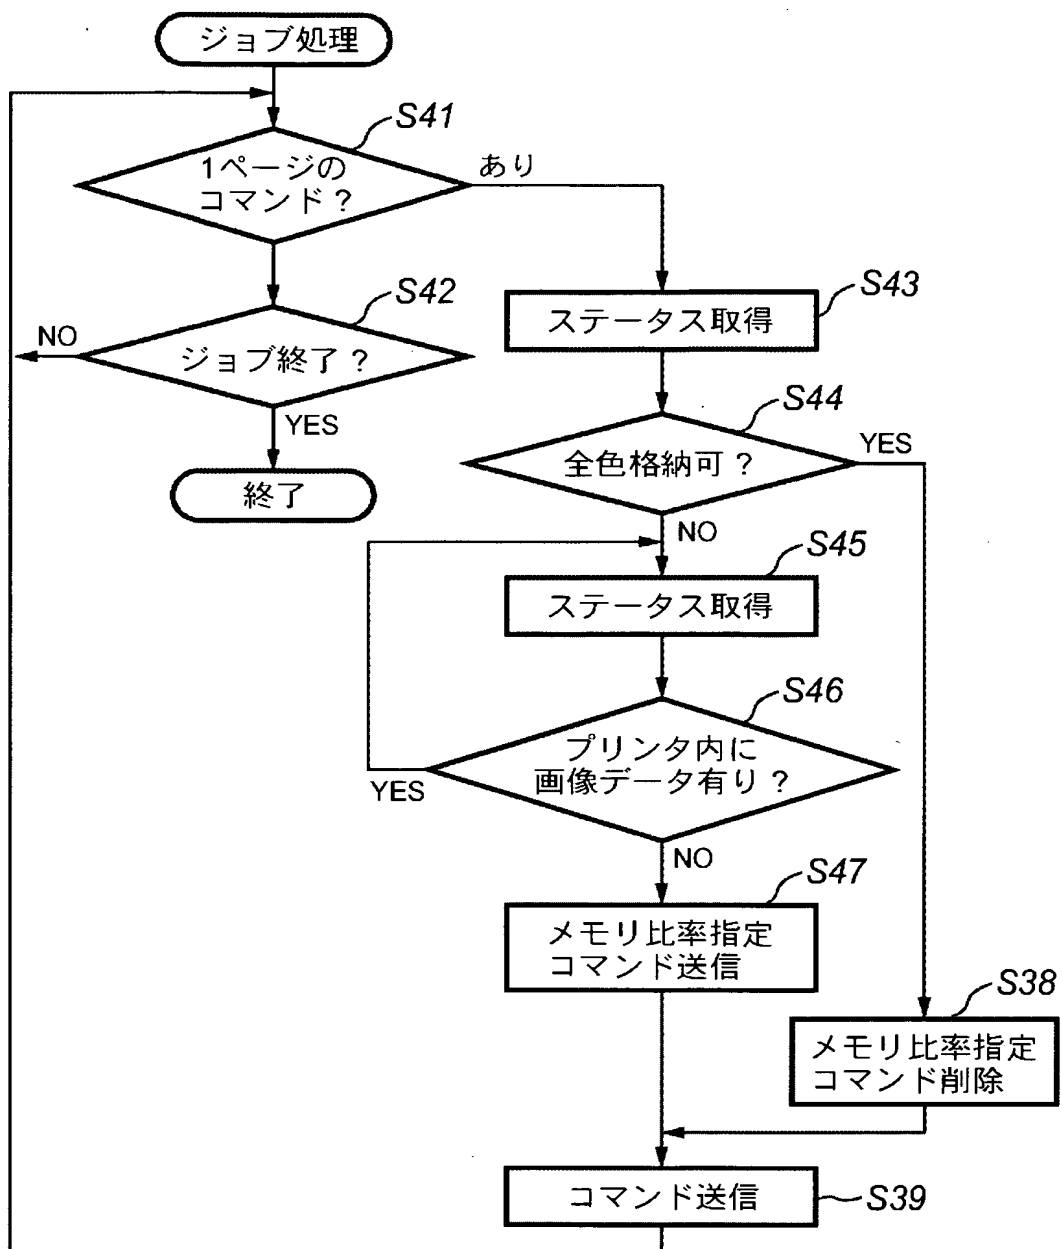 ジョブ処理
S41
1ページの
コマンド？
あり
S42
ジョブ終了？
NO
YES
終了
S43
ステータス取得
S44
全色格納可？
YES
NO
S45
ステータス取得
S46
プリンタ内に
画像データ有り？
YES
NO
S47
メモリ比率指定
コマンド送信
S38
メモリ比率指定
コマンド削除
コマンド送信
S39